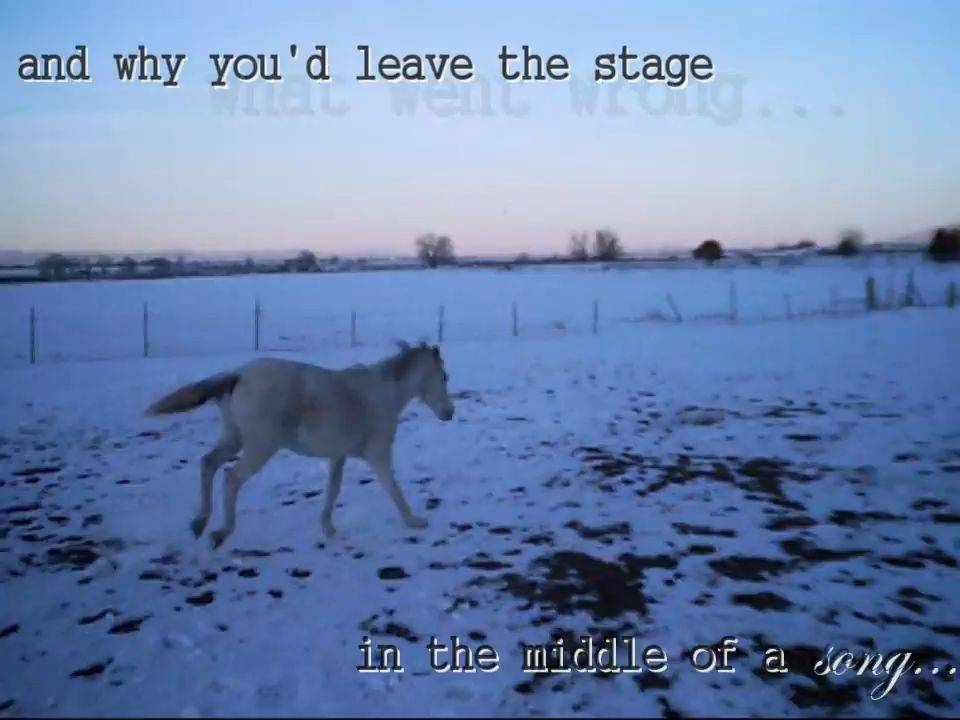 and why you'd leave the stage
what went wrong...
in the middle of a song...